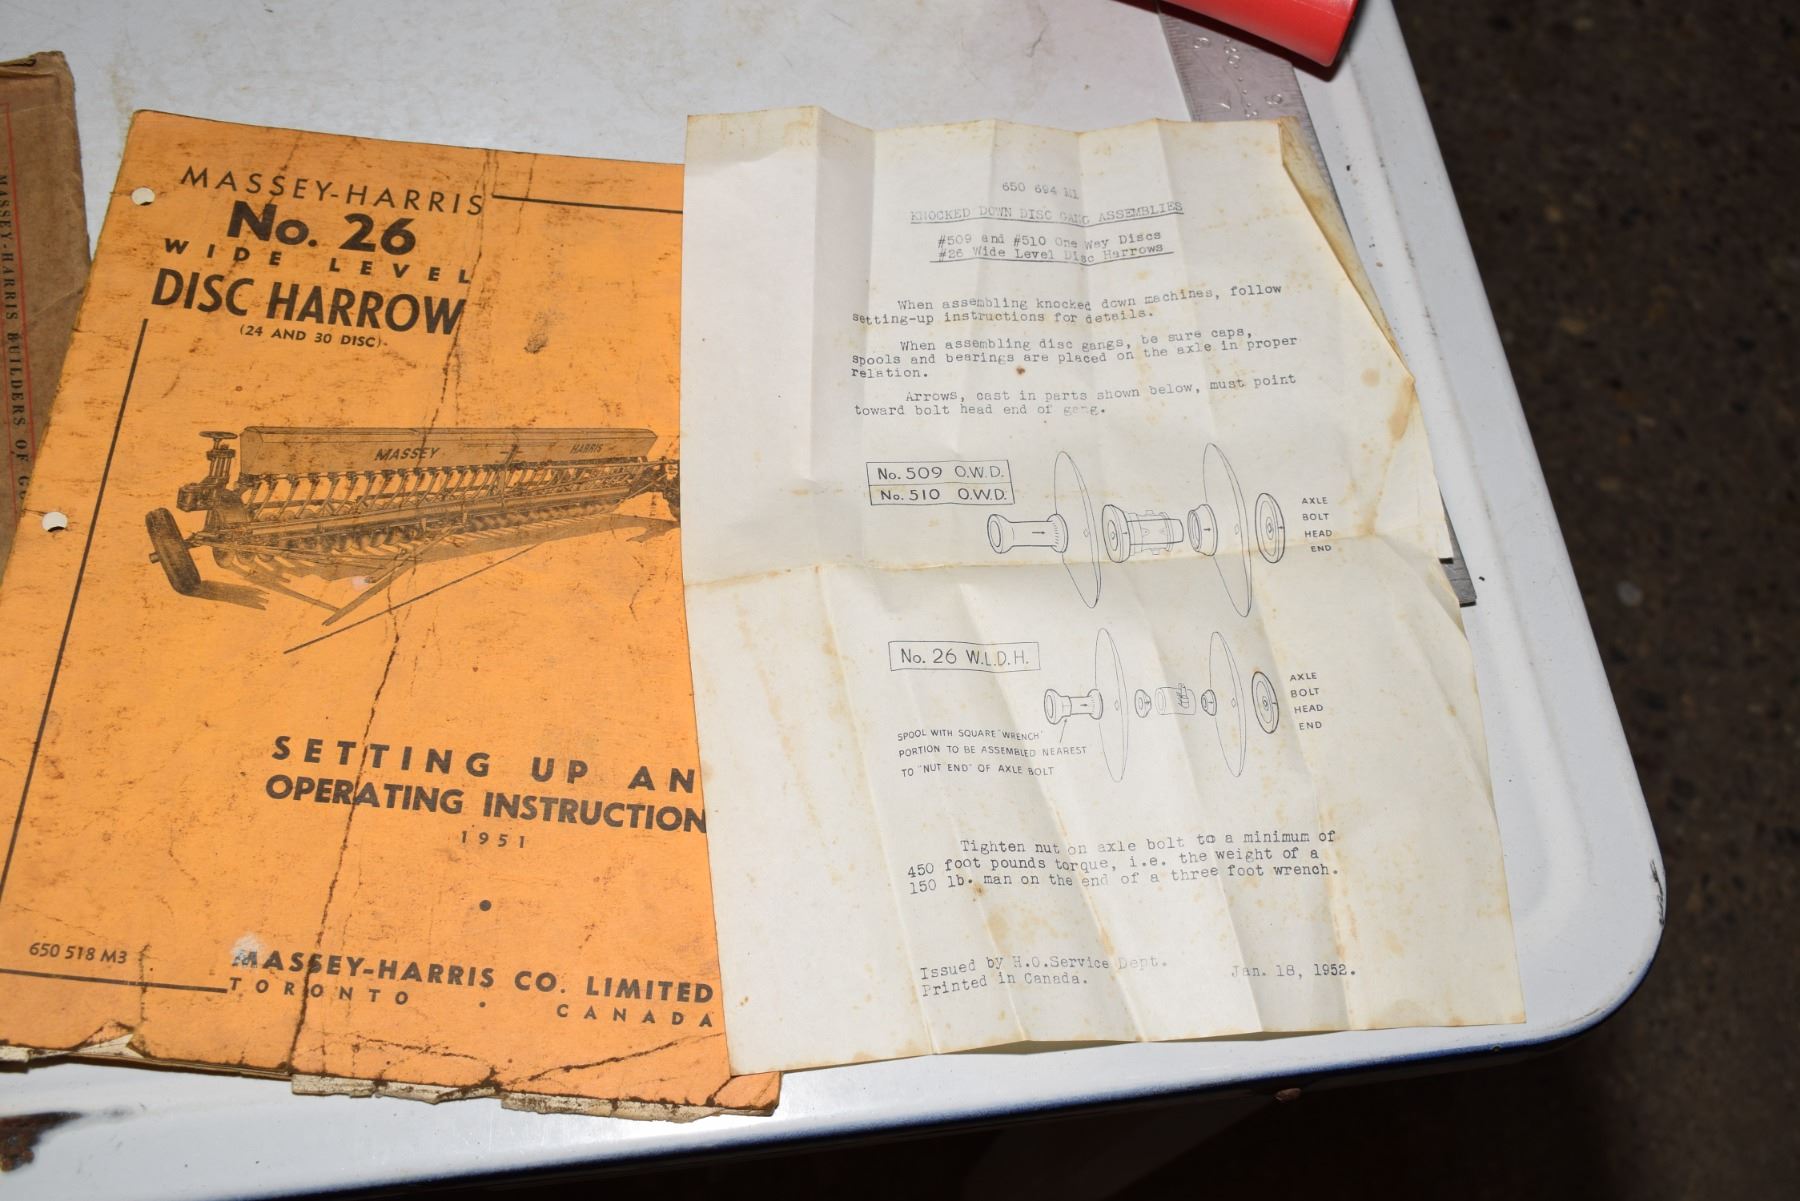 MASSEY-HARRIS BUILDERS OF
MASSEY-HARRIS
No. 26
WIDE LEVEL
DISC HARROW
(24 AND 30 DISC)
MASSEY HARRIS
SETTING UP AN
OPERATING INSTRUCTION
1951
650 518 M3
MASSEY-HARRIS CO. LIMITED
TORONTO • CANADA
650 694 M1
KNOCKED DOWN DISC GANG ASSEMBLIES
#509 and #510 One Way Discs
#26 Wide Level Disc Harrows
When assembling knocked down machines, follow
setting-up instructions for details.
When assembling disc gangs, be sure caps,
spools and bearings are placed on the axle in proper
relation.
Arrows, cast in parts shown below, must point
toward bolt head end of gang.
No. 509 O.W.D.
No. 510 O.W.D.
AXLE
BOLT
HEAD
END
No. 26 W.L.D.H.
AXLE
BOLT
HEAD
END
SPOOL WITH SQUARE "WRENCH"
PORTION TO BE ASSEMBLED NEAREST
TO "NUT END" OF AXLE BOLT
Tighten nut on axle bolt to a minimum of
450 foot pounds torque, i.e. the weight of a
150 lb. man on the end of a three foot wrench.
Issued by H.O.Service Dept. Jan. 18, 1952.
Printed in Canada.